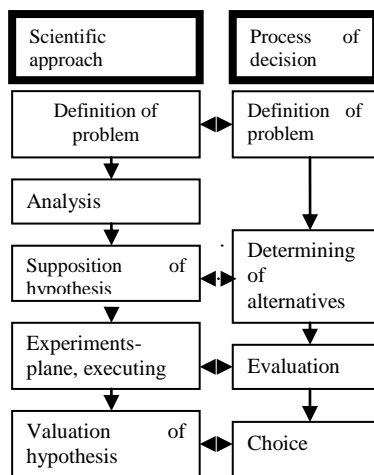 Scientific
approach
Process of
decision
Definition of
problem
Definition of
problem
Analysis
Supposition of
hypothesis
Determining
of
alternatives
Experiments-
plane, executing
Evaluation
Valuation of
hypothesis
Choice